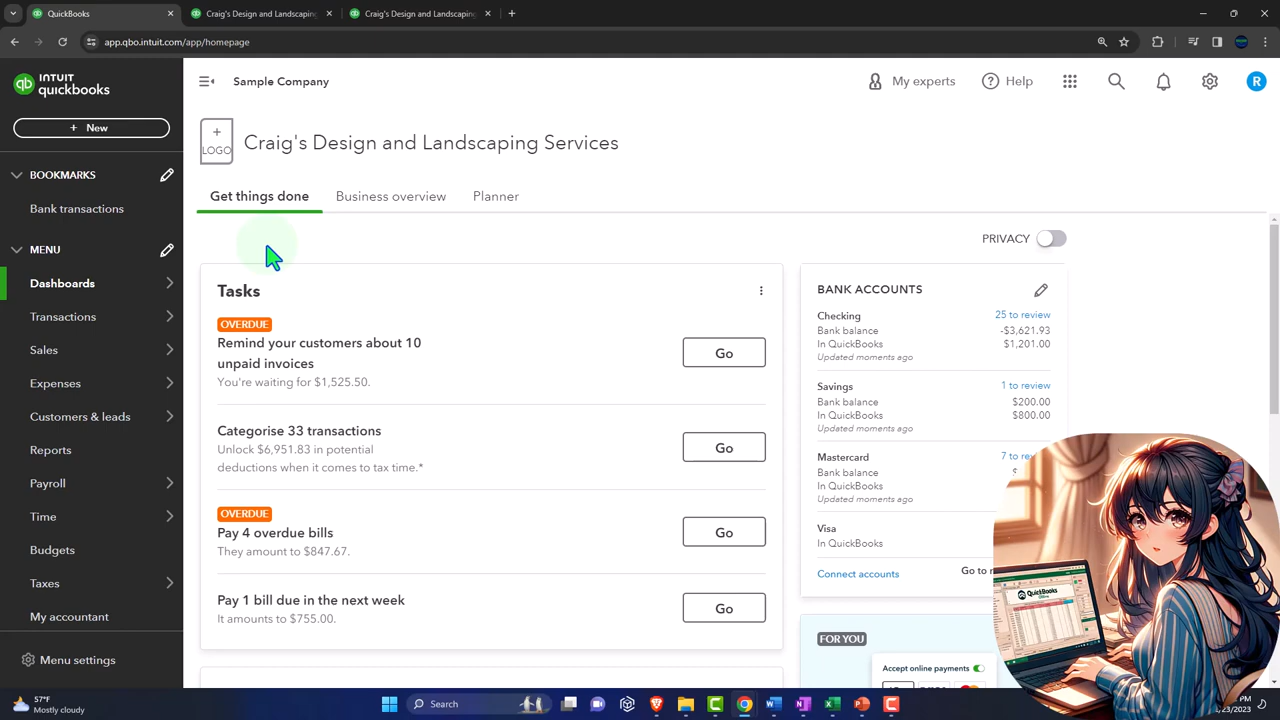 QuickBooks
Craig's Design and Landscaping
Craig's Design and Landscaping
app.qbo.intuit.com/app/homepage
INTUIT
quickbooks
Sample Company
My experts
Help
R
+ New
+
LOGO
Craig's Design and Landscaping Services
BOOKMARKS
Bank transactions
Get things done
Business overview
Planner
MENU
Dashboards
Transactions
Sales
Expenses
Customers & leads
Reports
Payroll
Time
Budgets
Taxes
My accountant
Menu settings
PRIVACY
Tasks
OVERDUE
Remind your customers about 10
unpaid invoices
You're waiting for $1,525.50.
Go
Categorise 33 transactions
Unlock $6,951.83 in potential
deductions when it comes to tax time.*
Go
OVERDUE
Pay 4 overdue bills
They amount to $847.67.
Go
Pay 1 bill due in the next week
It amounts to $755.00.
Go
BANK ACCOUNTS
Checking 25 to review
Bank balance -$3,621.93
In QuickBooks $1,201.00
Updated moments ago
Savings 1 to review
Bank balance $200.00
In QuickBooks $800.00
Updated moments ago
Mastercard 7 to
Bank balance
In QuickBooks
Updated moments ago
Visa
In QuickBooks
Connect accounts Go to
FOR YOU
Accept online payments
QuickBooks
57°F
Mostly cloudy
Search
PM
/23/2023